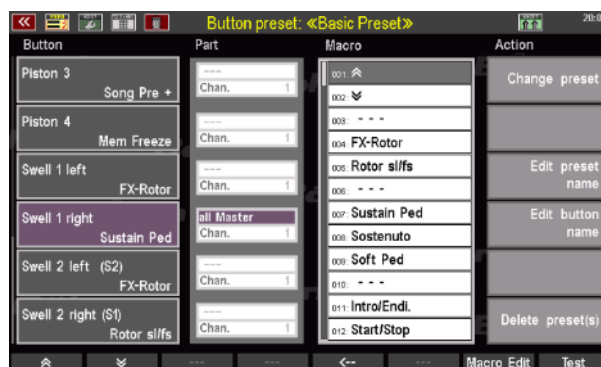 Button preset: «Basic Preset»
20:0
Button
Part
Macro
Action
Piston 3
Song Pre +
---
Chan. 1
Piston 4
Mem Freeze
---
Chan. 1
Swell 1 left
FX-Rotor
---
Chan. 1
Swell 1 right
Sustain Ped
all Master
Chan. 1
Swell 2 left (S2)
FX-Rotor
---
Chan. 1
Swell 2 right (S1)
Rotor sl/fs
---
Chan. 1
001:
002:
003: - - -
004: FX-Rotor
005: Rotor sl/fs
006: - - -
007: Sustain Ped
008: Sostenuto
009: Soft Ped
010: - - -
011: Intro/Endi.
012: Start/Stop
Change preset
Edit preset
name
Edit button
name
Delete preset(s)
---
---
<--
---
Macro Edit
Test